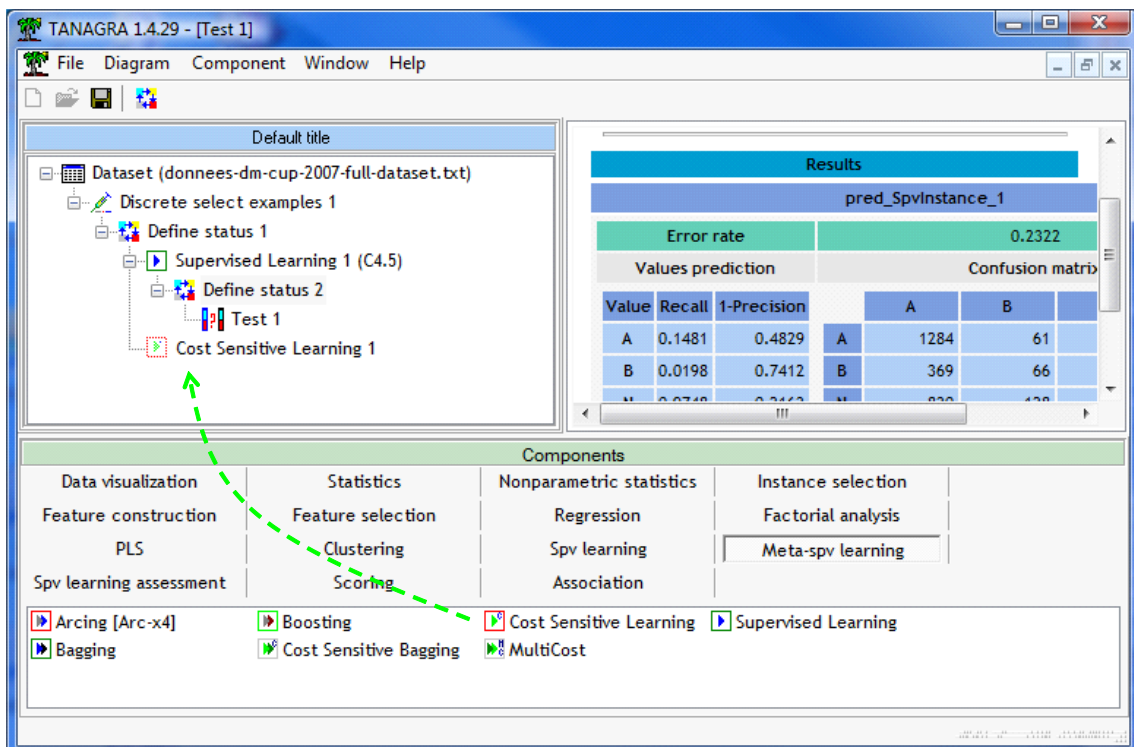 TANAGRA 1.4.29 - [Test 1]
File Diagram Component Window Help
Default title
Dataset (donnees-dm-cup-2007-full-dataset.txt)
Discrete select examples 1
Define status 1
Supervised Learning 1 (C4.5)
Define status 2
Test 1
Cost Sensitive Learning 1
Results
pred_SpvInstance_1
Error rate 0.2322
Values prediction Confusion matrix
Value Recall 1-Precision A B
A 0.1481 0.4829 A 1284 61
B 0.0198 0.7412 B 369 66
Components
Data visualization Statistics Nonparametric statistics Instance selection
Feature construction Feature selection Regression Factorial analysis
PLS Clustering Spv learning Meta-spv learning
Spv learning assessment Scoring Association
Arcing [Arc-x4] Boosting Cost Sensitive Learning Supervised Learning
Bagging Cost Sensitive Bagging MultiCost